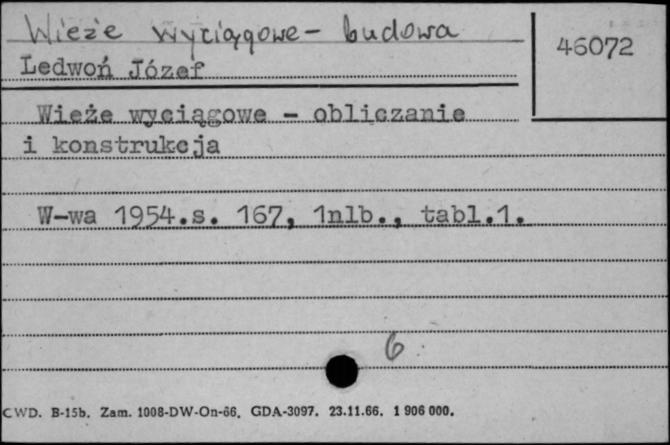 Wieże wyciągowe - budowa
46072
Ledwoń Józef
Wieże wyciągowe - obliczanie
i konstrukcja
W-wa 1954.s. 167, 1nlb., tabl.1.
6
CWD. B-15b. Zam. 1008-DW-On-66. GDA-3097. 23.11.66. 1 906 000.